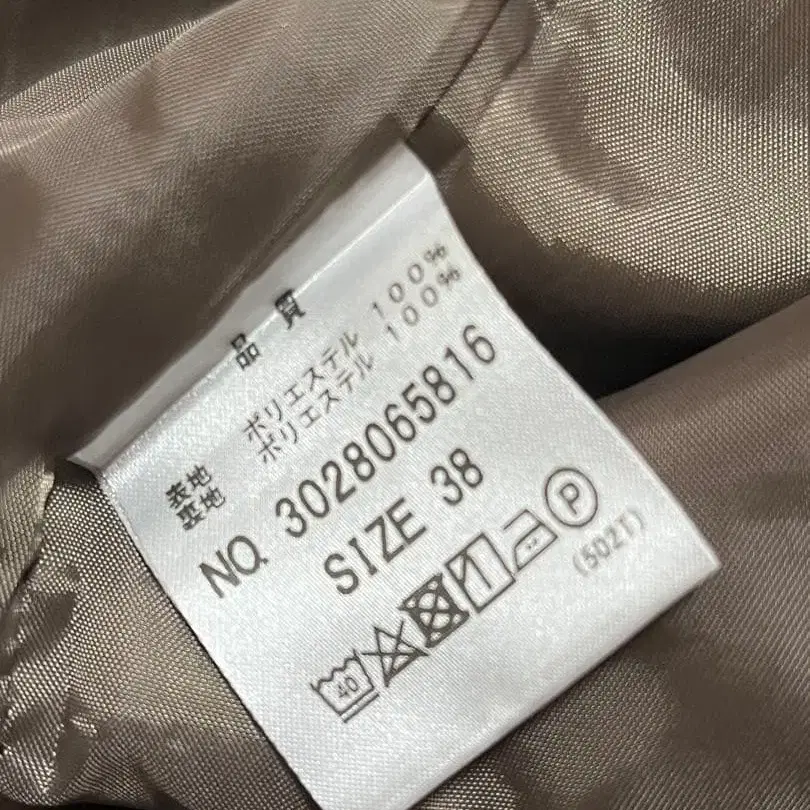 品質
表地 ポリエステル 100%
裏地 ポリエステル 100%
NO. 3028065816
SIZE 38
40 P
(502T)